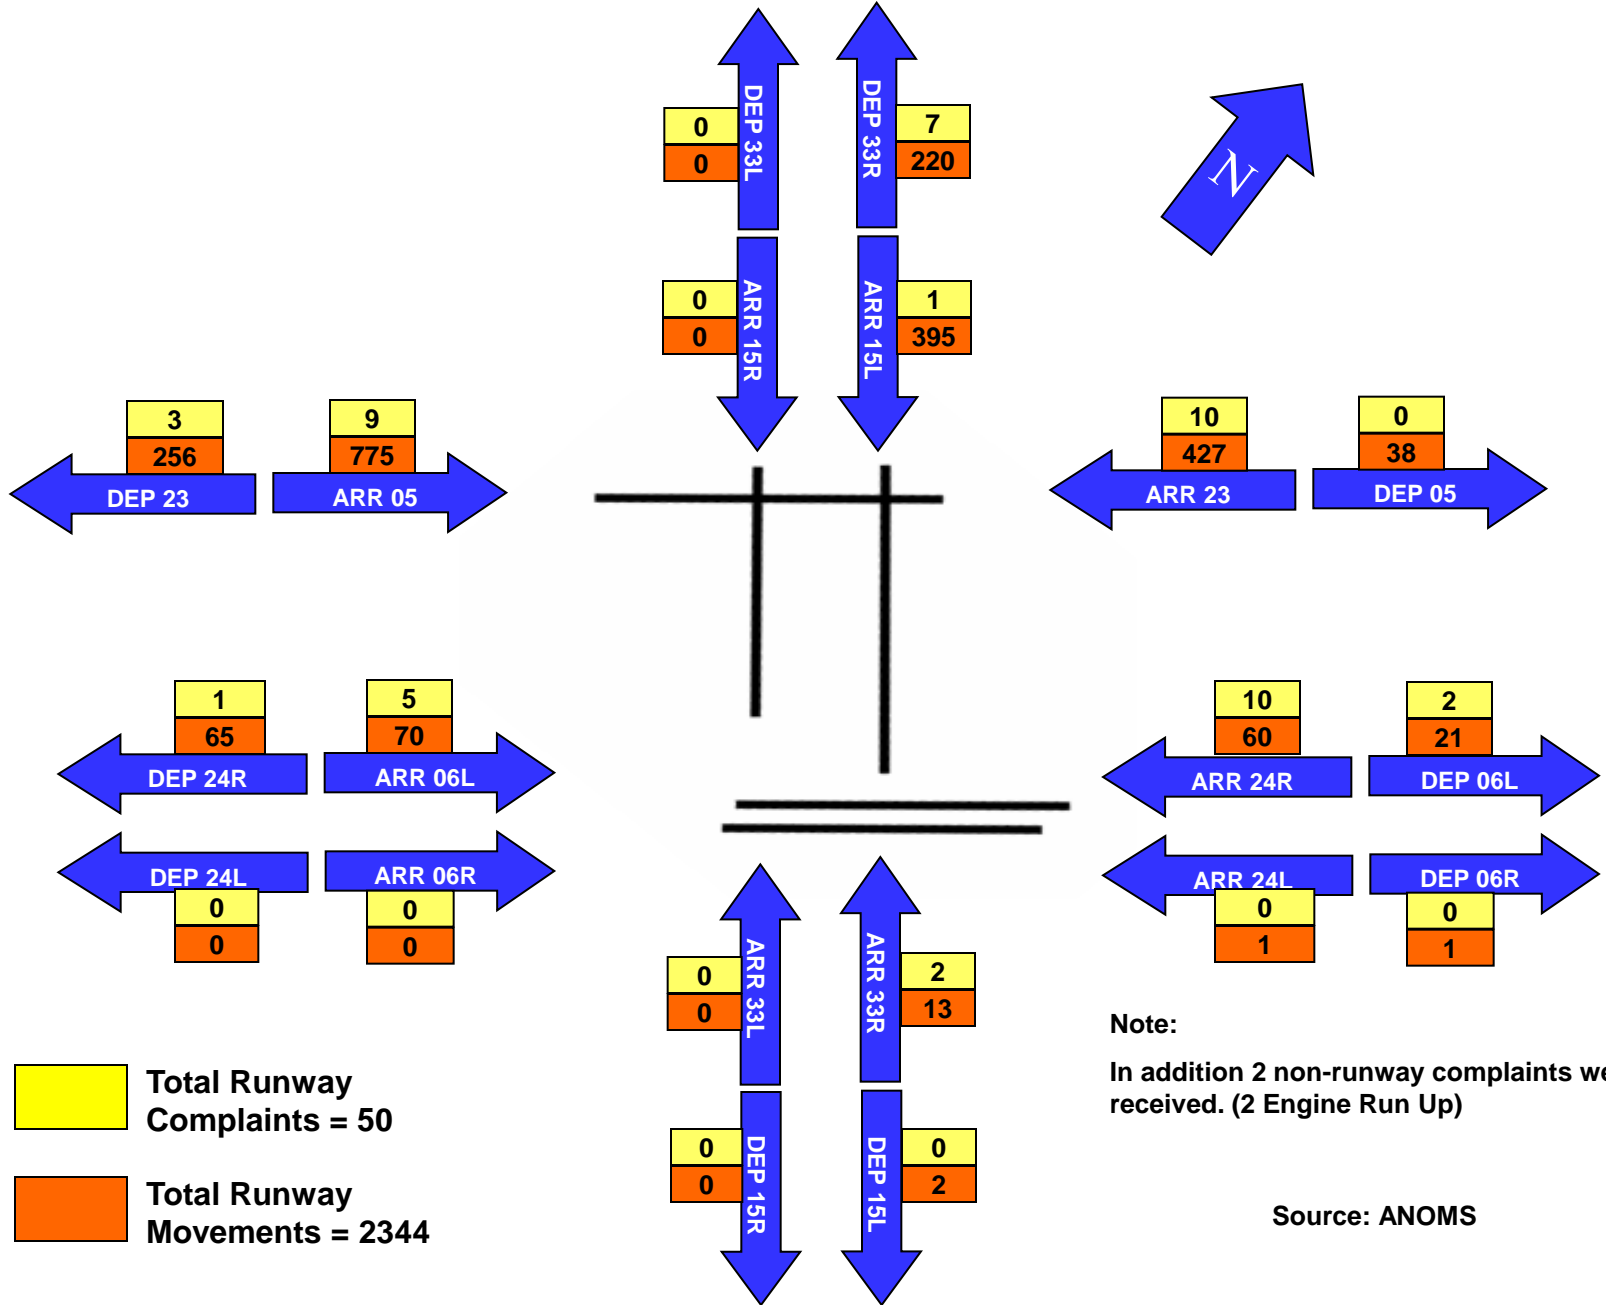 DEP 33L
0
0
DEP 33R
7
220
N
ARR 15R
0
0
ARR 15L
1
395
3
256
DEP 23
9
775
ARR 05
10
427
ARR 23
0
38
DEP 05
1
65
DEP 24R
5
70
ARR 06L
10
60
ARR 24R
2
21
DEP 06L
DEP 24L
0
0
ARR 06R
0
0
ARR 24L
0
1
DEP 06R
0
1
ARR 33L
0
0
ARR 33R
2
13
DEP 15R
0
0
DEP 15L
0
2
Note:
In addition 2 non-runway complaints we
received. (2 Engine Run Up)
Total Runway
Complaints = 50
Total Runway
Movements = 2344
Source: ANOMS